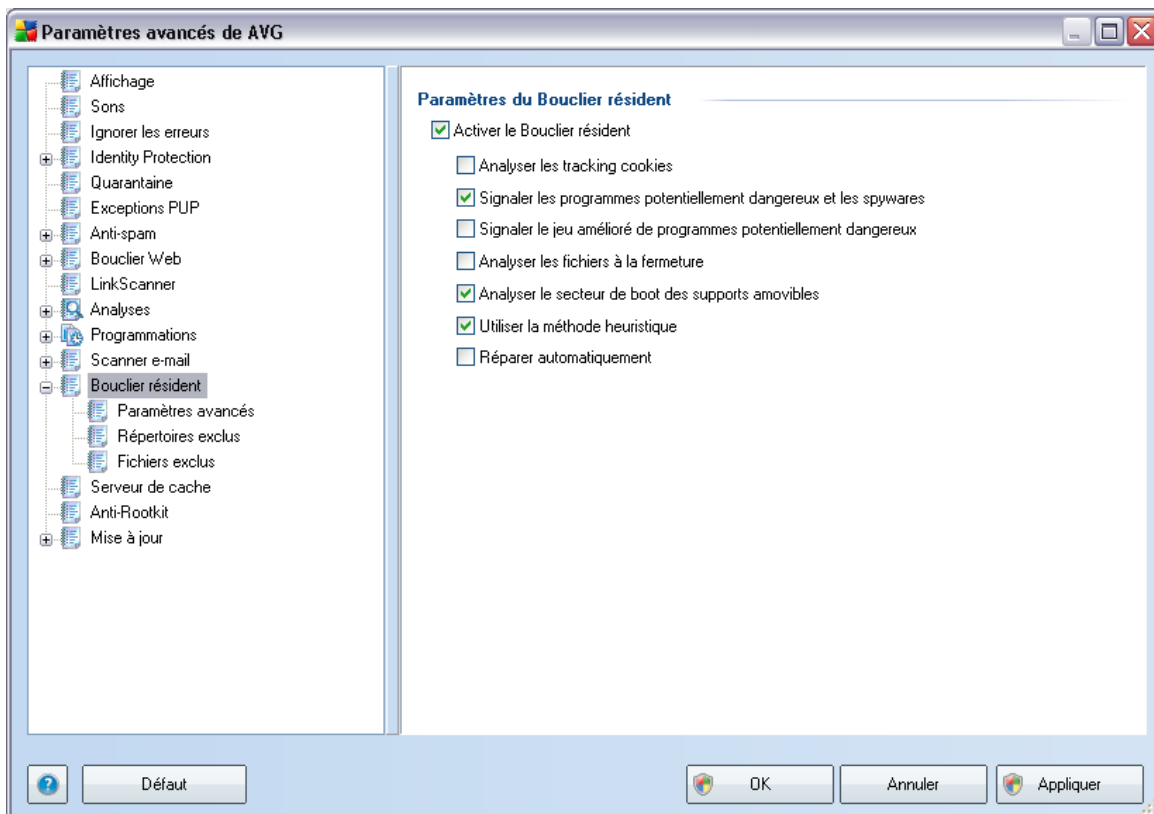 Paramètres avancés de AVG
Affichage
Sons
Ignorer les erreurs
Identity Protection
Quarantaine
Exceptions PUP
Anti-spam
Bouclier Web
LinkScanner
Analyses
Programmations
Scanner e-mail
Bouclier résident
Paramètres avancés
Répertoires exclus
Fichiers exclus
Serveur de cache
Anti-Rootkit
Mise à jour
Paramètres du Bouclier résident
Activer le Bouclier résident
Analyser les tracking cookies
Signaler les programmes potentiellement dangereux et les spywares
Signaler le jeu amélioré de programmes potentiellement dangereux
Analyser les fichiers à la fermeture
Analyser le secteur de boot des supports amovibles
Utiliser la méthode heuristique
Réparer automatiquement
? Défaut OK Annuler Appliquer